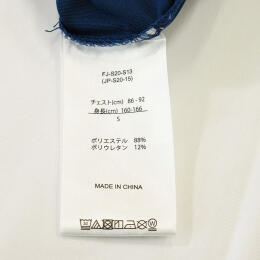 FJ-S20-S13
(JP-S20-15)
チェスト(cm) 86 - 92
身長(cm) 160-166
S
ポリエステル 88%
ポリウレタン 12%
MADE IN CHINA